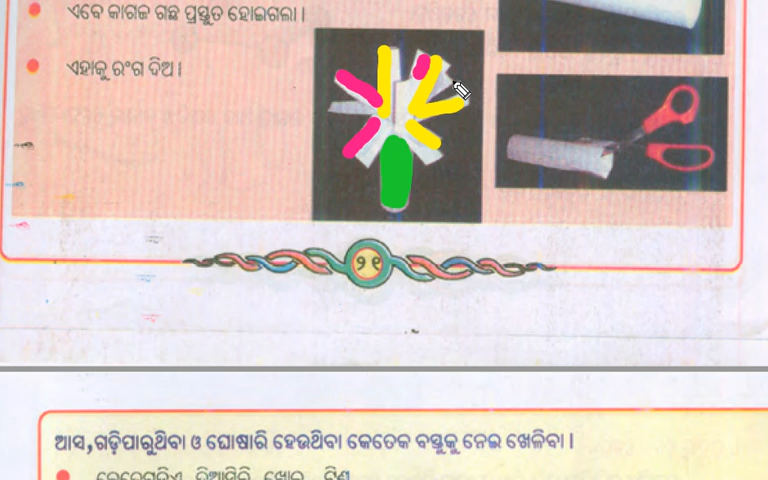 ଏବେ କାଗଜ ଗଛ ପ୍ରସ୍ତୁତ ହୋଇଗଲା ।
ଏହାକୁ ରଂଗ ଦିଅ ।
୨୧
ଆସ, ଗଡ଼ିପାରୁଥିବା ଓ ଘୋଷାରି ହେଉଥିବା କେତେକ ବସ୍ତୁକୁ ନେଇ ଖେଳିବା ।